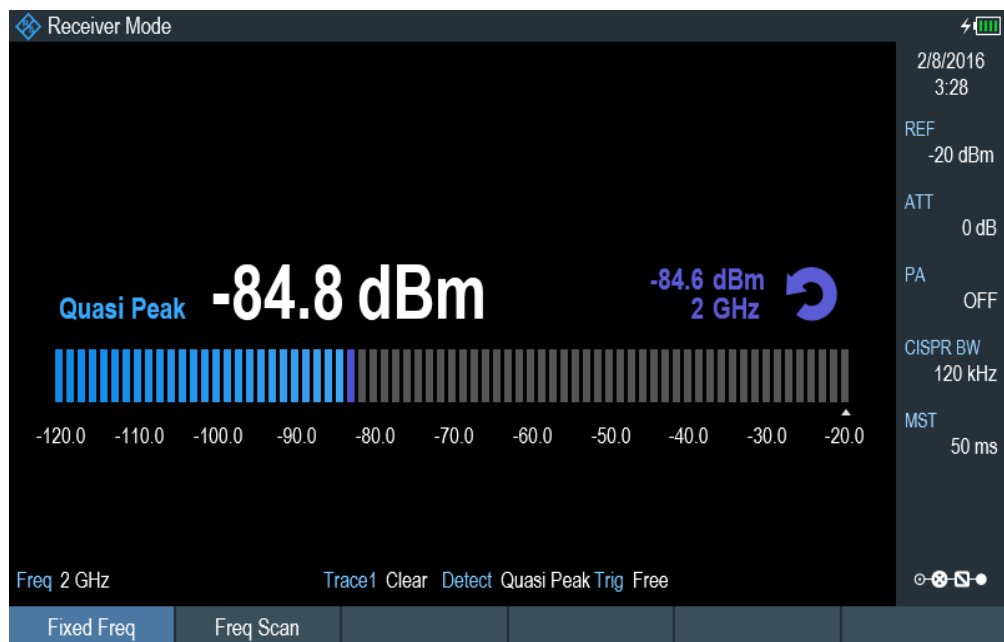 Receiver Mode
2/8/2016
3:28
REF
-20 dBm
ATT
0 dB
PA
OFF
CISPR BW
120 kHz
MST
50 ms
Quasi Peak -84.8 dBm
-84.6 dBm
2 GHz
-120.0 -110.0 -100.0 -90.0 -80.0 -70.0 -60.0 -50.0 -40.0 -30.0 -20.0
Freq 2 GHz Trace1 Clear Detect Quasi Peak Trig Free
Fixed Freq Freq Scan